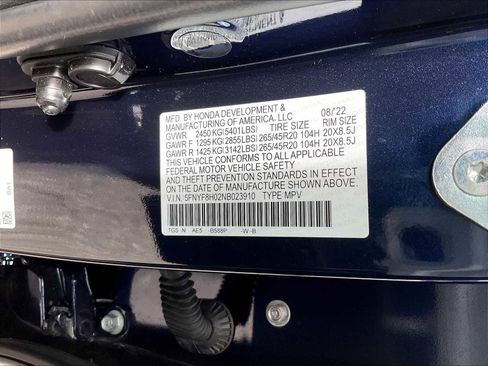 MFD. BY HONDA DEVELOPMENT &
MANUFACTURING OF AMERICA, LLC 08/22
GVWR 2450 KG(5401LBS) TIRE SIZE RIM SIZE
GAWR F 1295 KG(2855LBS) 265/45R20 104H 20X8.5J
GAWR R 1425 KG(3142LBS) 265/45R20 104H 20X8.5J
THIS VEHICLE CONFORMS TO ALL APPLICABLE
FEDERAL MOTOR VEHICLE SAFETY
AND THEFT PREVENTION STANDARDS IN EFFECT
ON THE DATE OF MANUFACTURE SHOWN ABOVE.
V.I.N. 5FNYF8H02NB023910 TYPE MPV
TGS N AE5 B588P -W-B